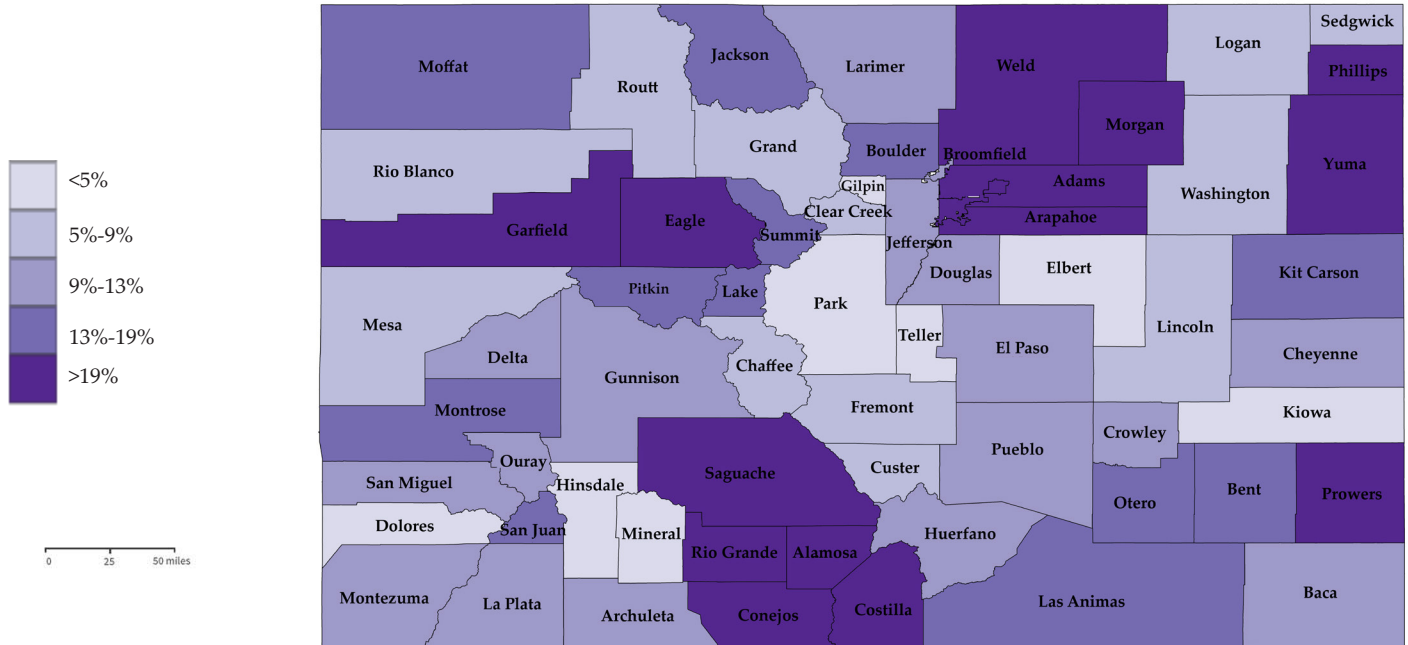 Sedgwick
Logan
Jackson
Larimer
Weld
Moffat
Phillips
Routt
Morgan
Grand
Boulder
Broomfield
Yuma
Rio Blanco
<5%
Gilpin
Adams
Washington
Clear Creek
Arapahoe
Eagle
Garfield
Summit
5%-9%
Jefferson
Elbert
Douglas
Kit Carson
9%-13%
Pitkin
Lake
Park
Mesa
Lincoln
Teller
13%-19%
El Paso
Cheyenne
Delta
Chaffee
Gunnison
>19%
Fremont
Montrose
Kiowa
Crowley
Pueblo
Ouray
Custer
Saguache
San Miguel
Hinsdale
Bent
Prowers
Otero
Dolores
San Juan
Mineral
Huerfano
Rio Grande
Alamosa
0 25 50 miles
Baca
Montezuma
La Plata
Las Animas
Costilla
Archuleta
Conejos